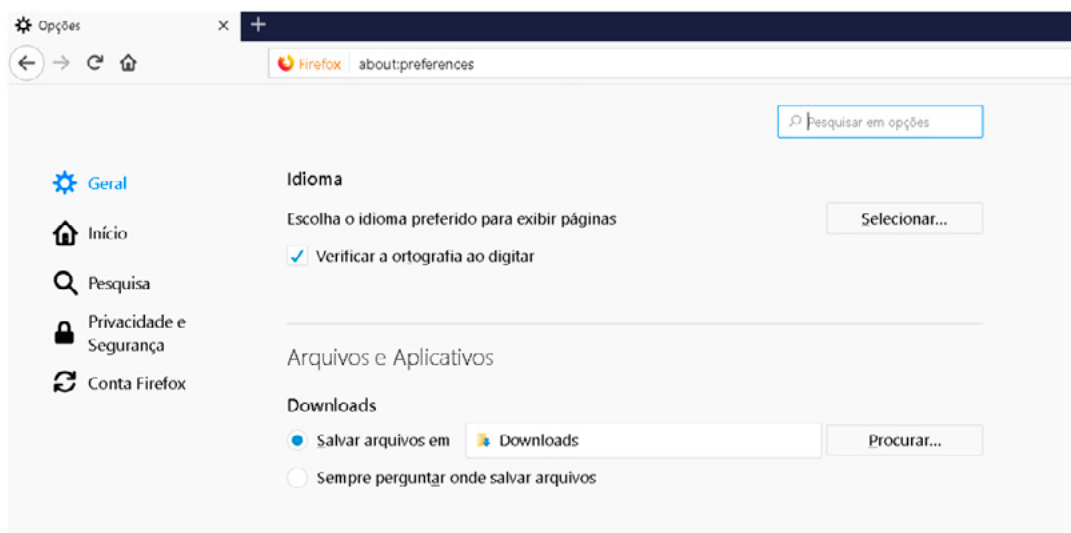 Opções
Firefox about:preferences
Pesquisar em opções
Geral
Início
Pesquisa
Privacidade e
Segurança
Conta Firefox
Idioma
Escolha o idioma preferido para exibir páginas
Selecionar...
Verificar a ortografia ao digitar
Arquivos e Aplicativos
Downloads
Salvar arquivos em
Downloads
Procurar...
Sempre perguntar onde salvar arquivos